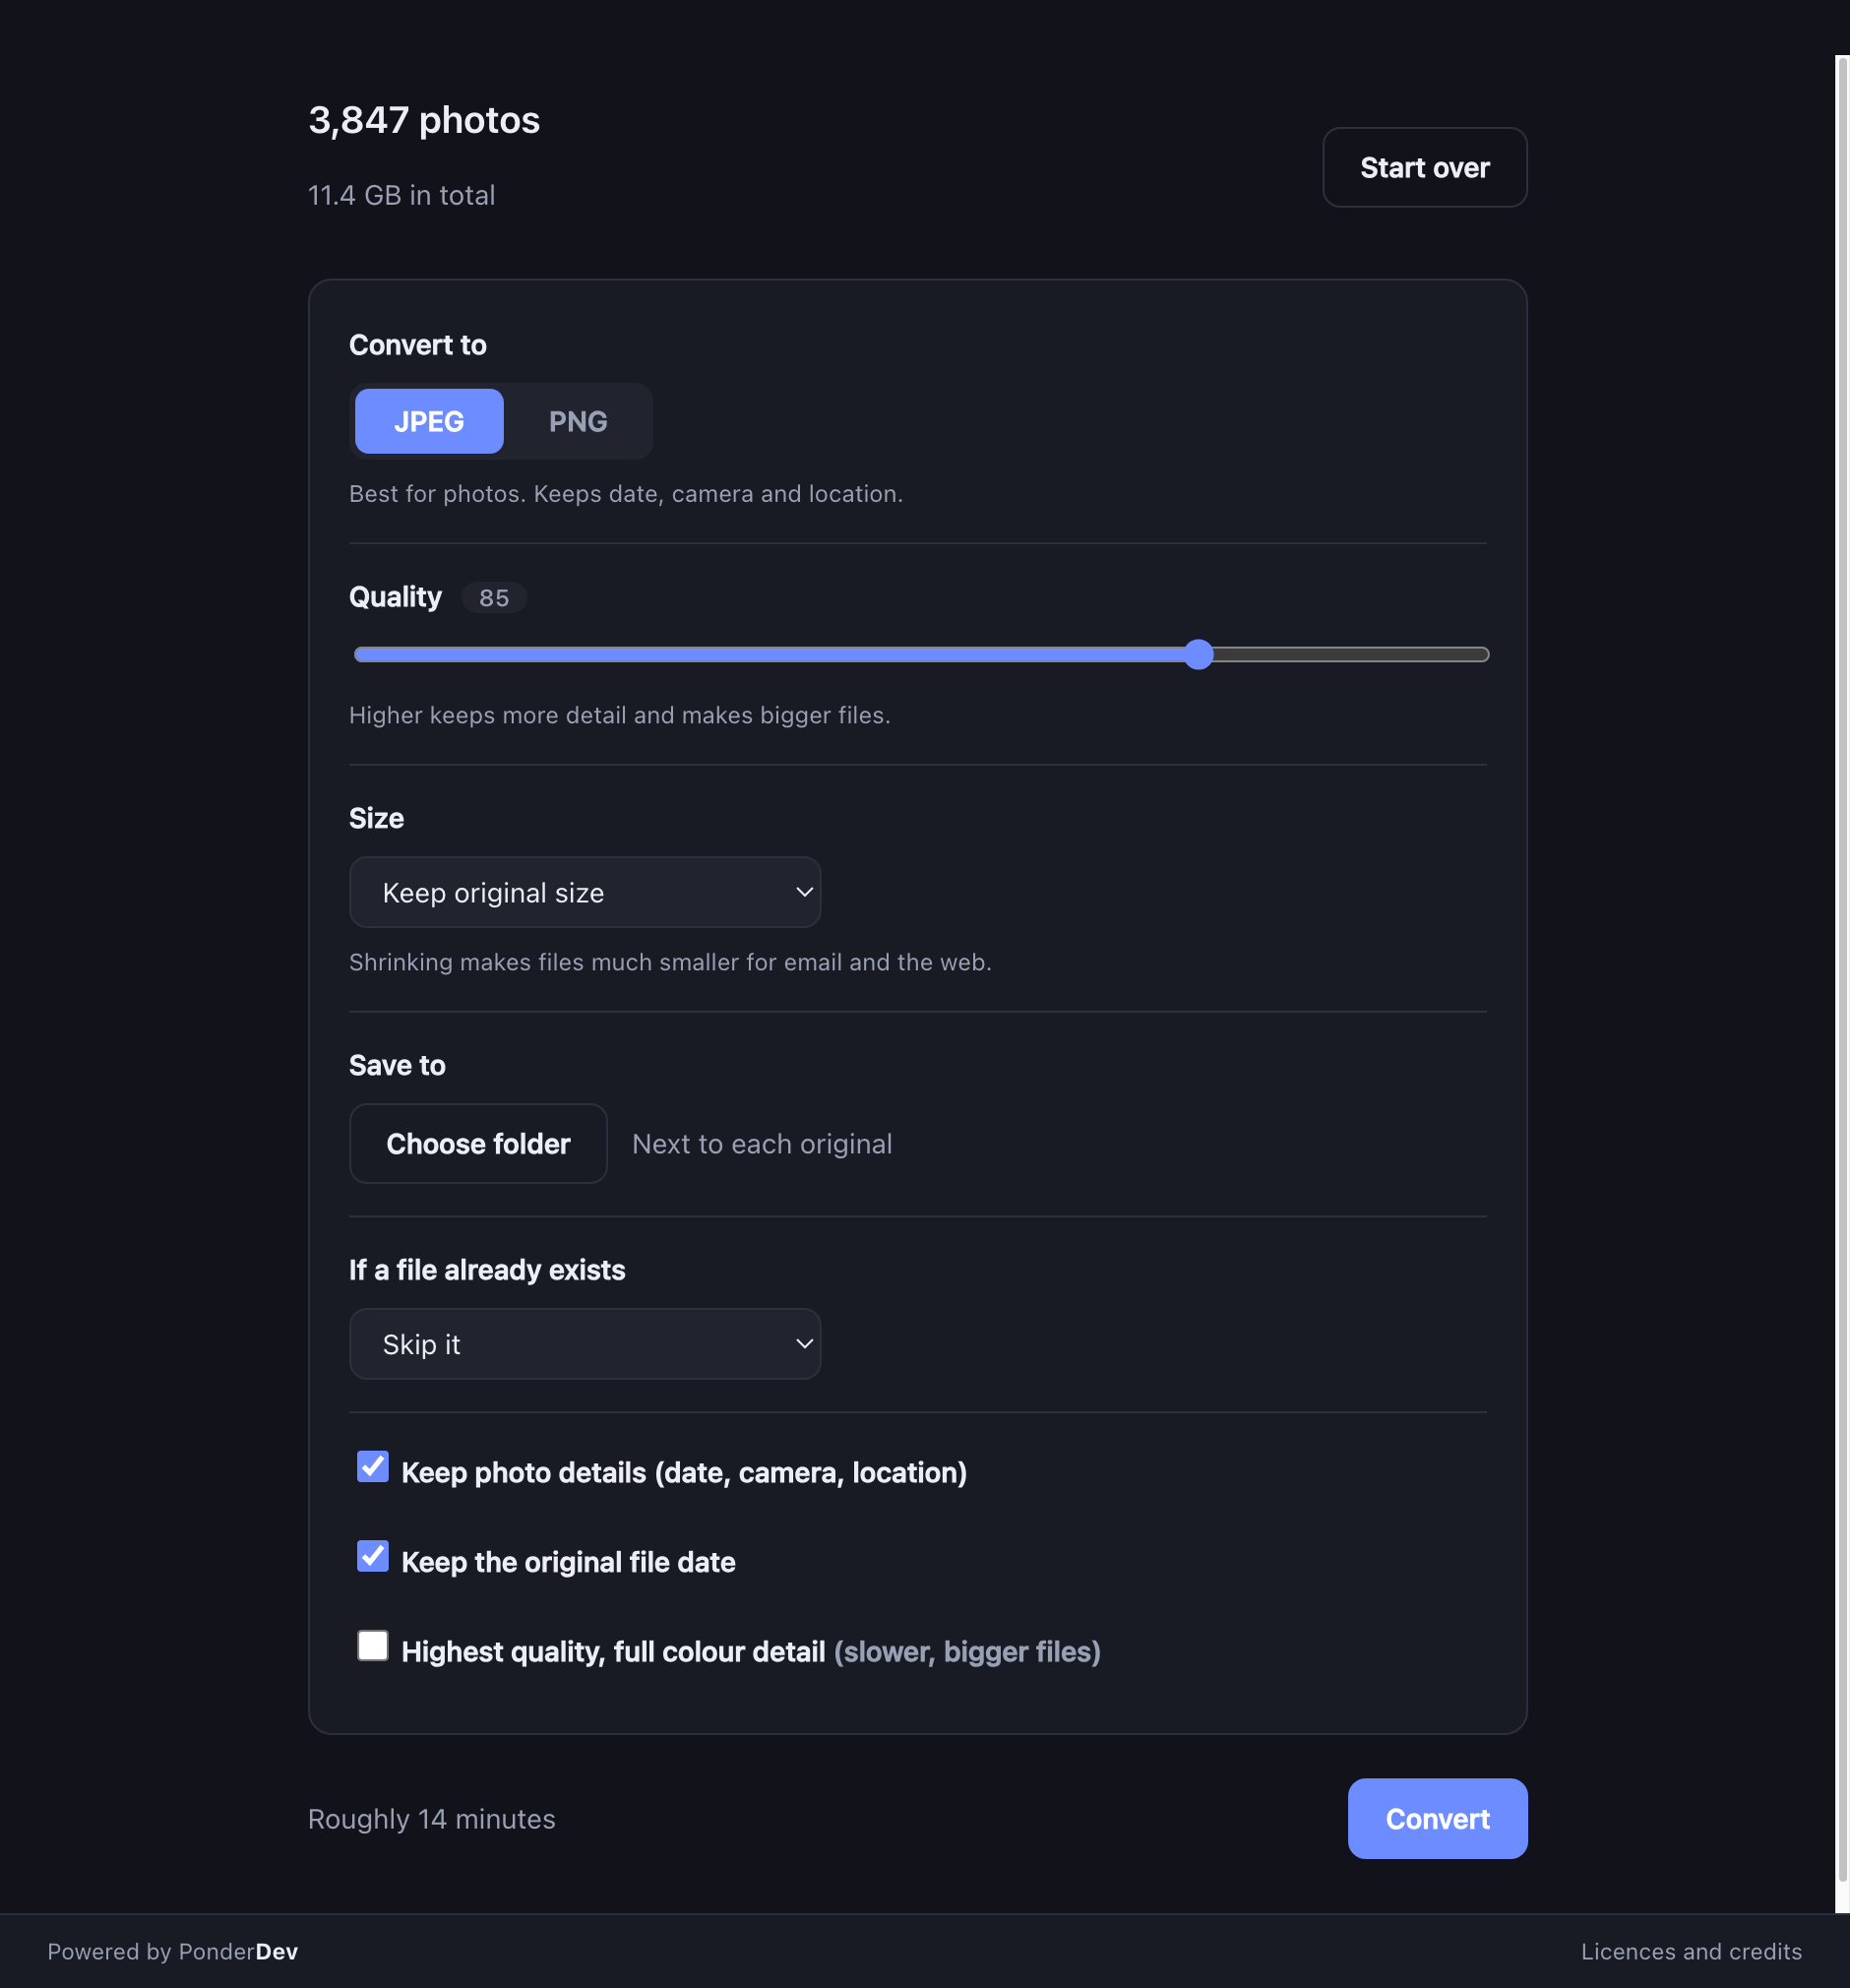 3,847 photos
11.4 GB in total
Start over
Convert to
JPEG PNG
Best for photos. Keeps date, camera and location.
Quality 85
Higher keeps more detail and makes bigger files.
Size
Keep original size
Shrinking makes files much smaller for email and the web.
Save to
Choose folder Next to each original
If a file already exists
Skip it
Keep photo details (date, camera, location)
Keep the original file date
Highest quality, full colour detail (slower, bigger files)
Roughly 14 minutes Convert
Powered by PonderDev Licences and credits